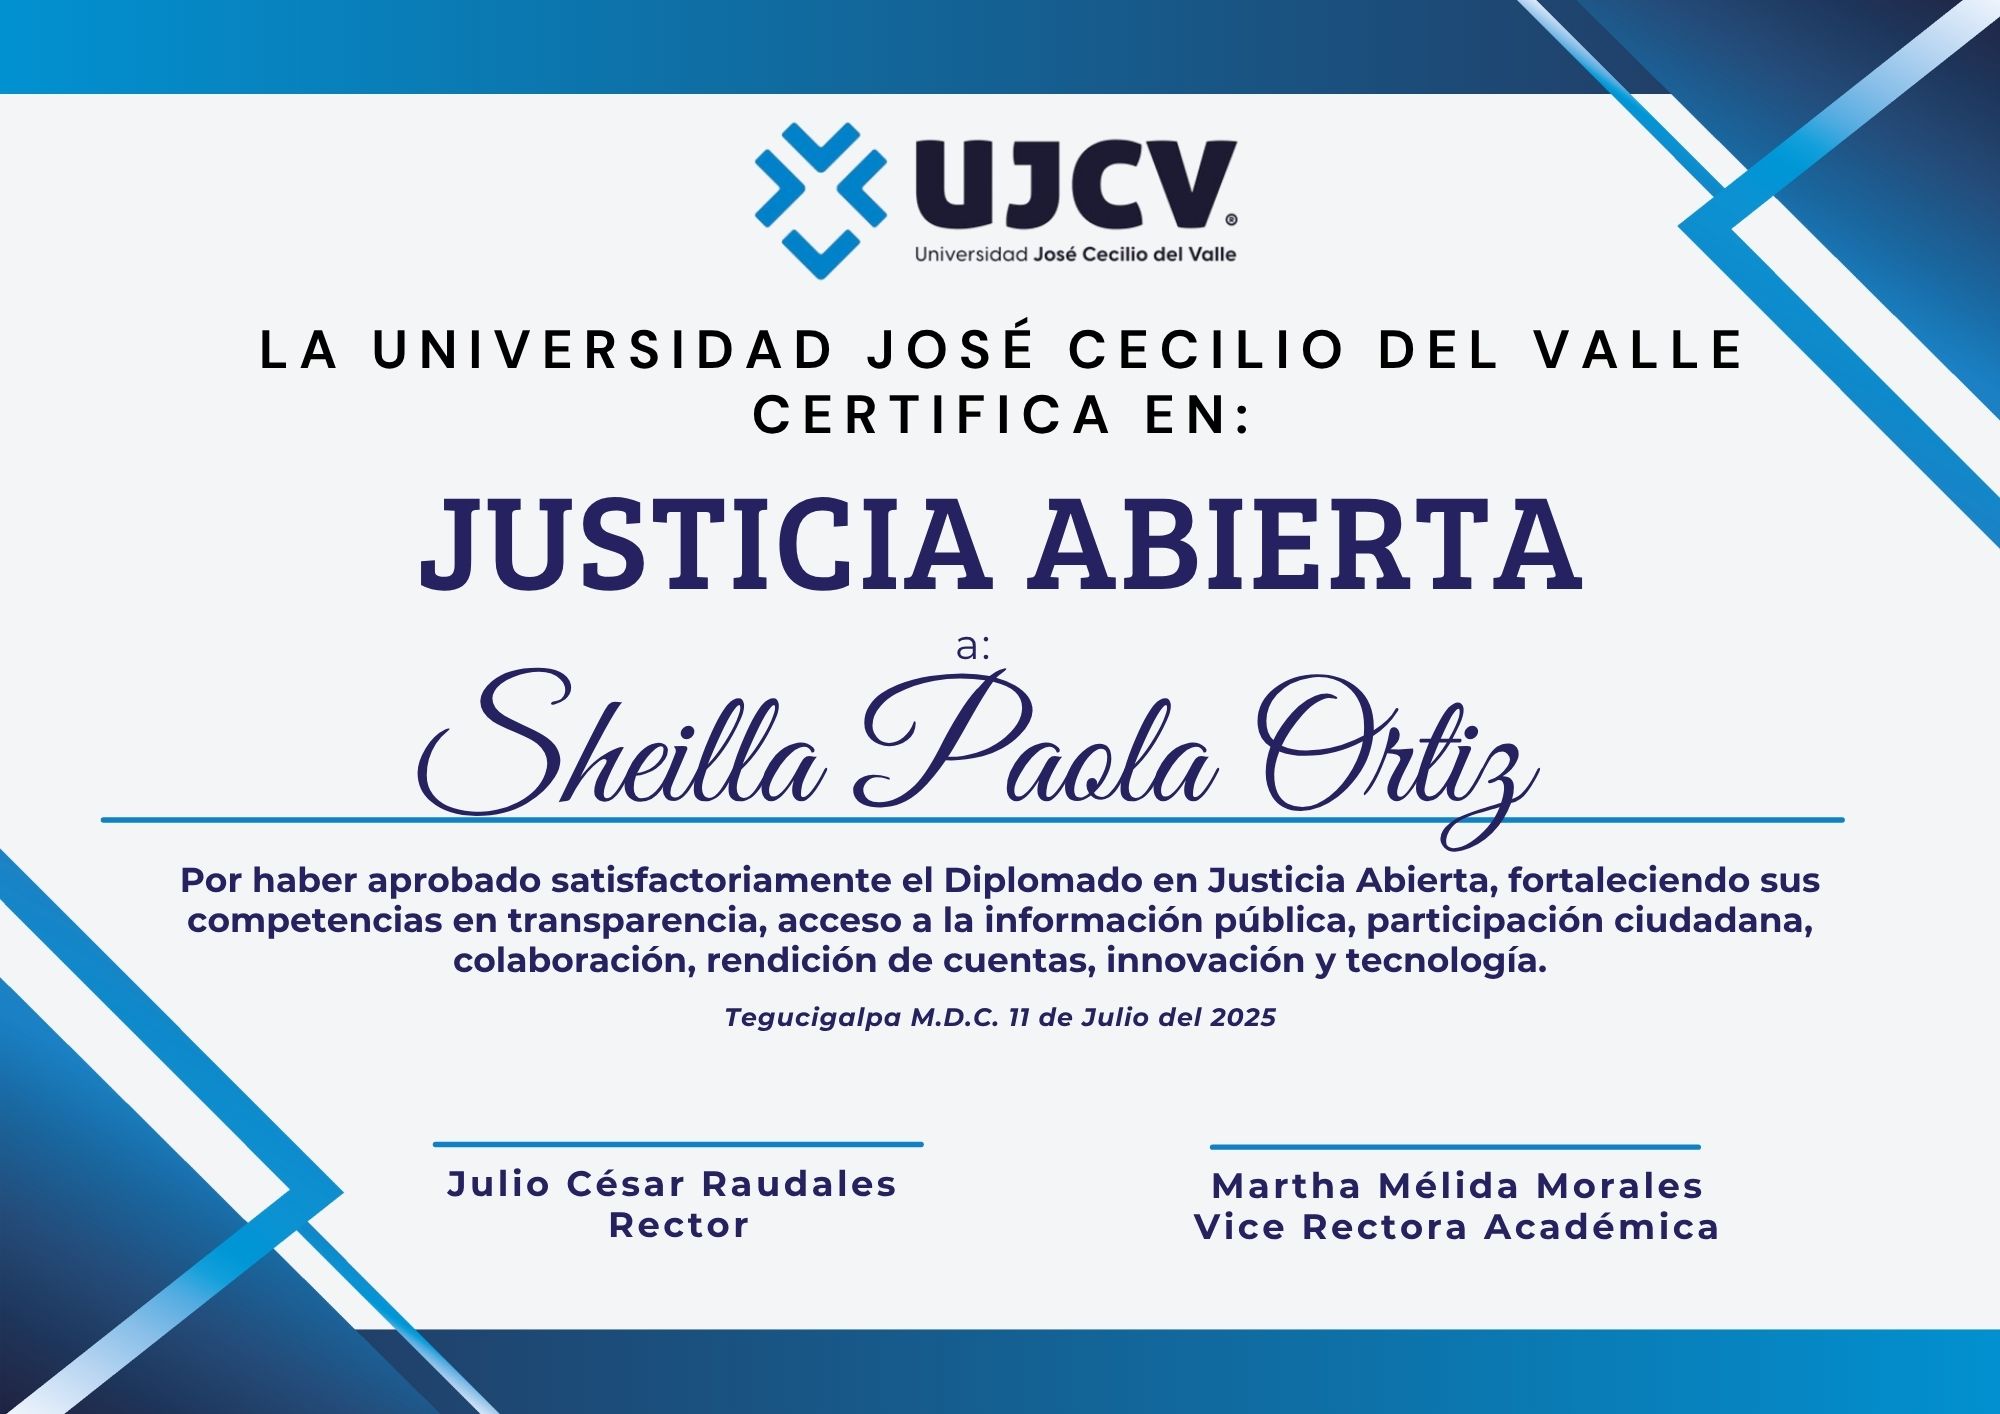 UJCV®
Universidad José Cecilio del Valle
LA UNIVERSIDAD JOSÉ CECILIO DEL VALLE
CERTIFICA EN:
JUSTICIA ABIERTA
a:
Sheilla Paola Ortiz
Por haber aprobado satisfactoriamente el Diplomado en Justicia Abierta, fortaleciendo sus
competencias en transparencia, acceso a la información pública, participación ciudadana,
colaboración, rendición de cuentas, innovación y tecnología.
Tegucigalpa M.D.C. 11 de Julio del 2025
Julio César Raudales
Rector
Martha Mélida Morales
Vice Rectora Académica